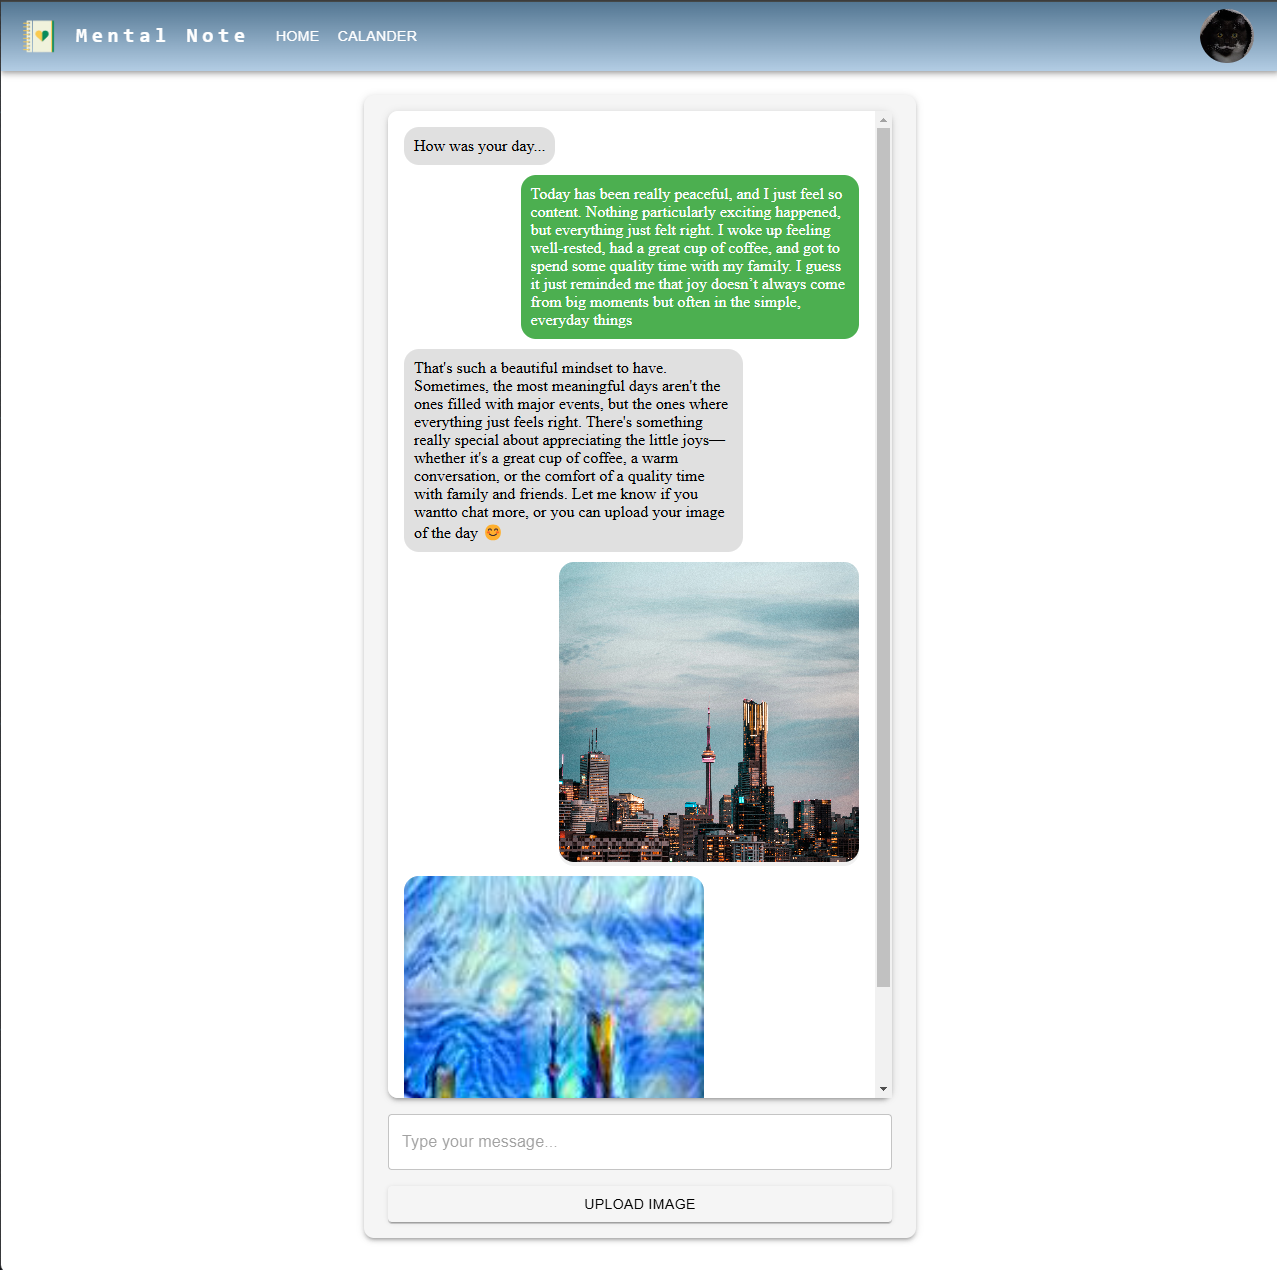 Mental Note
HOME
CALANDER
How was your day...
Today has been really peaceful, and I just feel so
content. Nothing particularly exciting happened,
but everything just felt right. I woke up feeling
well-rested, had a great cup of coffee, and got to
spend some quality time with my family. I guess
it just reminded me that joy doesn’t always come
from big moments but often in the simple,
everyday things
That's such a beautiful mindset to have.
Sometimes, the most meaningful days aren't the
ones filled with major events, but the ones where
everything just feels right. There's something
really special about appreciating the little joys—
whether it's a great cup of coffee, a warm
conversation, or the comfort of a quality time
with family and friends. Let me know if you
wantto chat more, or you can upload your image
of the day 😊
Type your message...
UPLOAD IMAGE